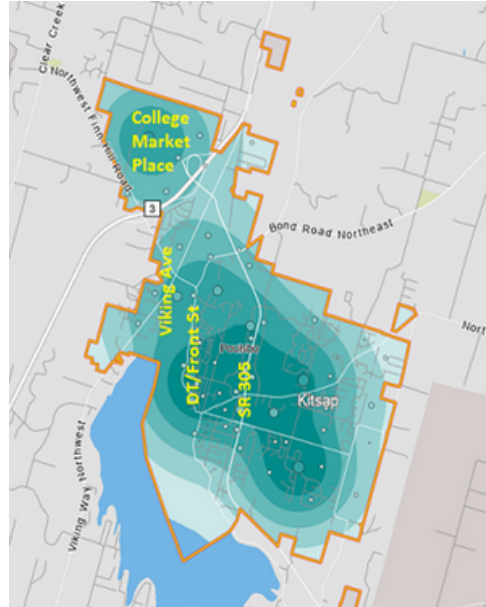 Clear Creek
Northwest Finn Hill Road
College
Market
Place
3
Bond Road Northeast
Viking Ave
DT/Front St
SR-305
Poulsbo
Kitsap
Nort
Viking Way Northwest